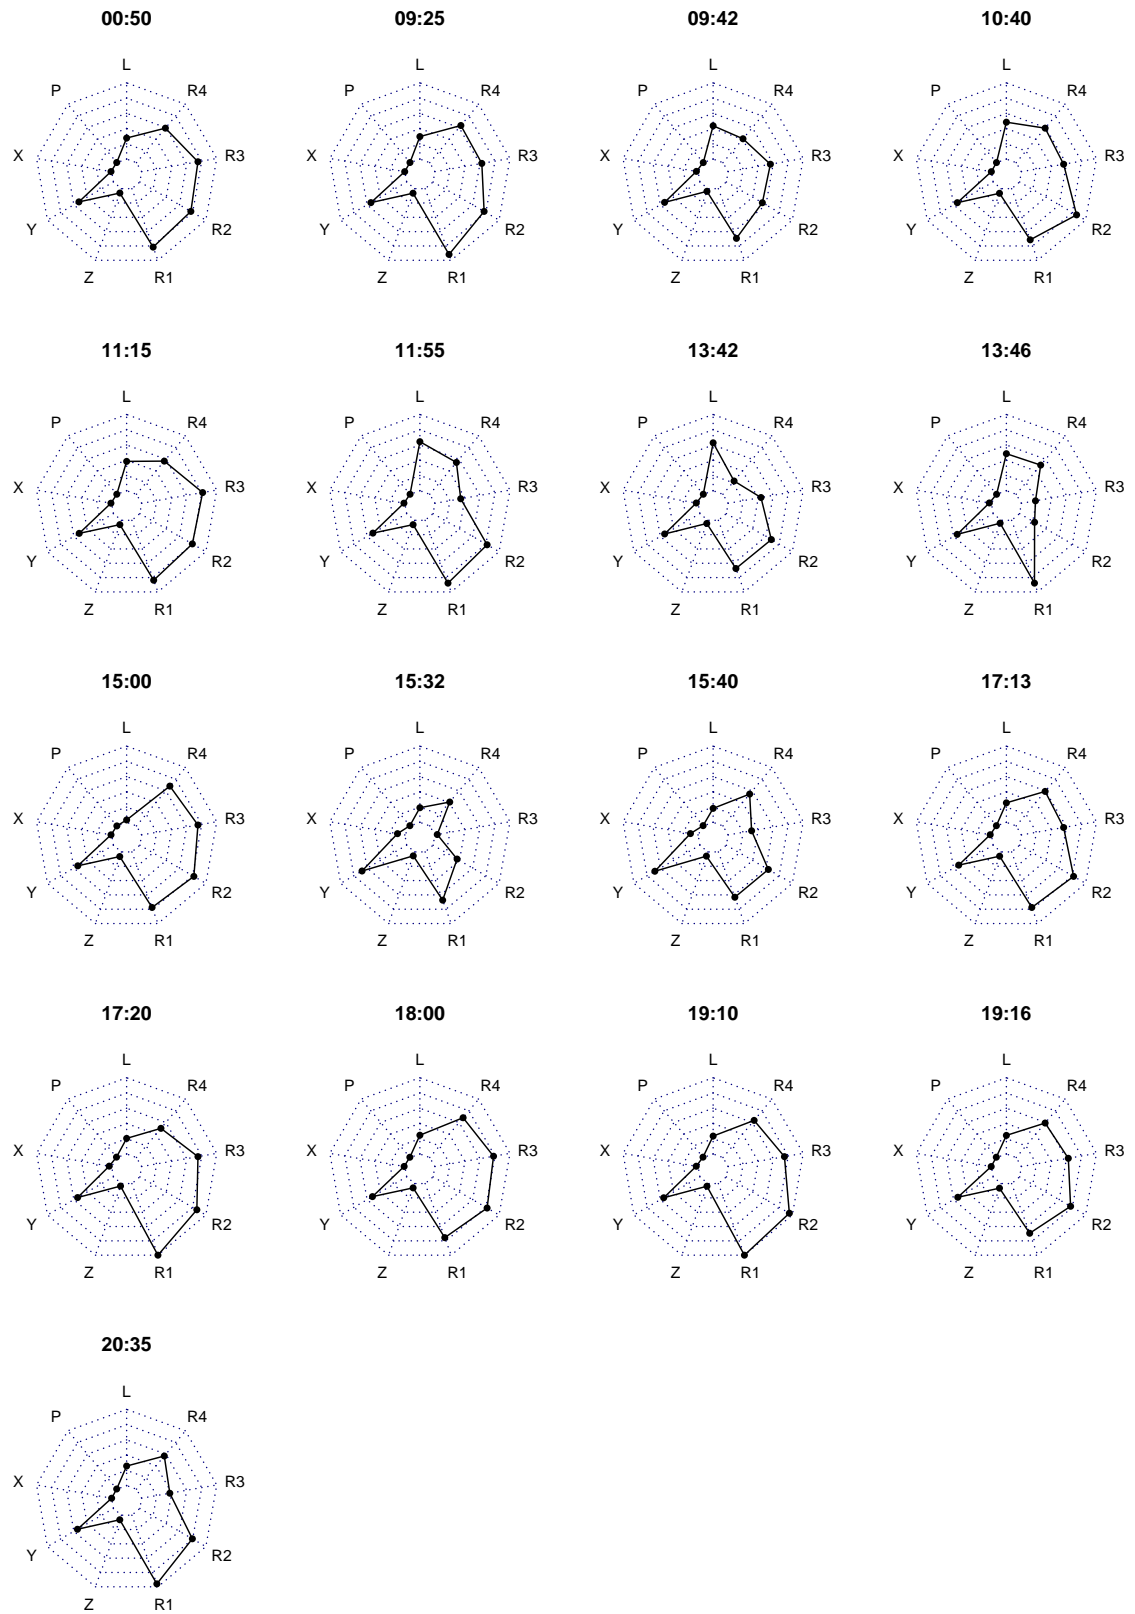 00:50 09:25 09:42 10:40
L L L L
P R4 P R4 P R4 P R4
X R3 X R3 X R3 X R3
Y R2 Y R2 Y R2 Y R2
Z R1 Z R1 Z R1 Z R1
11:15 11:55 13:42 13:46
L L L L
P R4 P R4 P R4 P R4
X R3 X R3 X R3 X R3
Y R2 Y R2 Y R2 Y R2
Z R1 Z R1 Z R1 Z R1
15:00 15:32 15:40 17:13
L L L L
P R4 P R4 P R4 P R4
X R3 X R3 X R3 X R3
Y R2 Y R2 Y R2 Y R2
Z R1 Z R1 Z R1 Z R1
17:20 18:00 19:10 19:16
L L L L
P R4 P R4 P R4 P R4
X R3 X R3 X R3 X R3
Y R2 Y R2 Y R2 Y R2
Z R1 Z R1 Z R1 Z R1
20:35
L
P R4
X R3
Y R2
Z R1